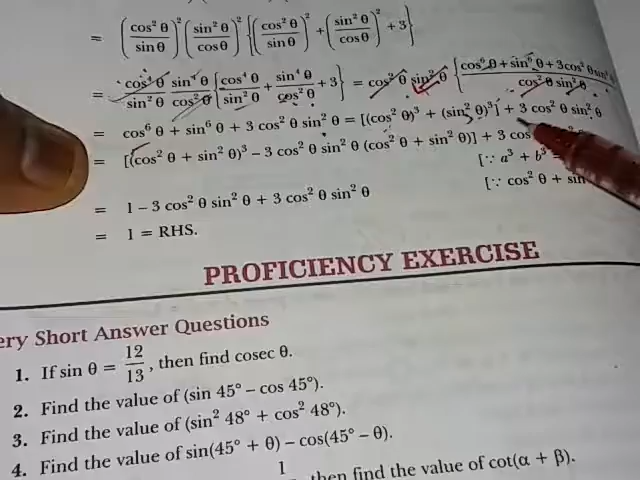 = (cos² θ / sin θ)² (sin² θ / cos θ)² {(cos² θ / sin θ)² + (sin² θ / cos θ)² + 3}
= cos⁴ θ sin⁴ θ / sin² θ cos² θ {cos⁴ θ / sin² θ + sin⁴ θ / cos² θ + 3} = cos² θ sin² θ {cos⁶ θ + sin⁶ θ + 3 cos² θ sin² / cos² θ sin² θ
= cos⁶ θ + sin⁶ θ + 3 cos² θ sin² θ = [(cos² θ)³ + (sin² θ)³] + 3 cos² θ sin² θ
= [(cos² θ + sin² θ)³ − 3 cos² θ sin² θ (cos² θ + sin² θ)] + 3 cos
[∵ a³ + b³ =
= 1 − 3 cos² θ sin² θ + 3 cos² θ sin² θ [∵ cos² θ + sin
= 1 = RHS.
PROFICIENCY EXERCISE
ery Short Answer Questions
1. If sin θ = 12/13, then find cosec θ.
2. Find the value of (sin 45° − cos 45°).
3. Find the value of (sin² 48° + cos² 48°).
4. Find the value of sin(45° + θ) − cos(45° − θ).
1
then find the value of cot(α + β).